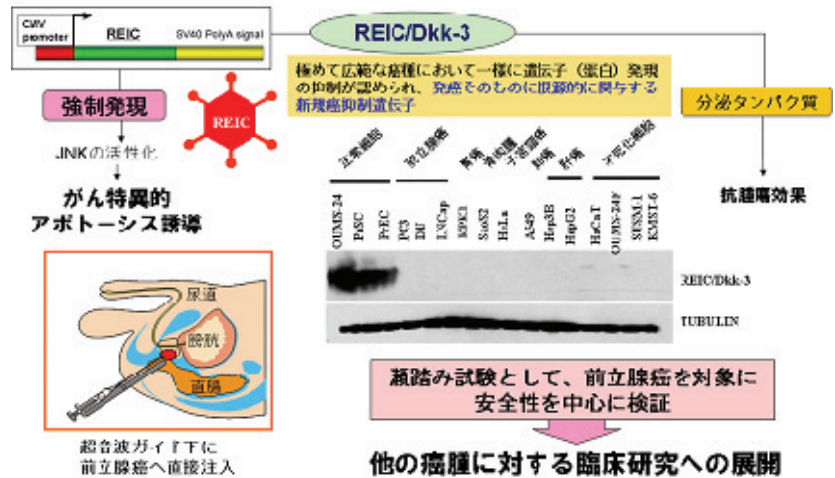 CMV promoter
REIC
SV40 PolyA signal
REIC/Dkk-3
極めて広範な癌種において一様に遺伝子（蛋白）発現
の抑制が認められ、発癌そのものに根源的に関与する
新規癌抑制遺伝子
強制発現
REIC
JNKの活性化
がん特異的
アポトーシス誘導
分泌タンパク質
抗腫瘍効果
正常細胞
前立腺癌
骨肉腫
子宮頸癌
肺癌
肝癌
不死化細胞
OUMS-24
PrSC
PrEC
PC3
DU
LNCap
SaoS2
HeLa
A549
Hep3B
HepG2
HaCaT
OUMS-24F
KMST-6
REIC/Dkk-3
TUBULIN
尿道
膀胱
直腸
超音波ガイド下に
前立腺癌へ直接注入
瀬踏み試験として、前立腺癌を対象に
安全性を中心に検証
他の癌腫に対する臨床研究への展開